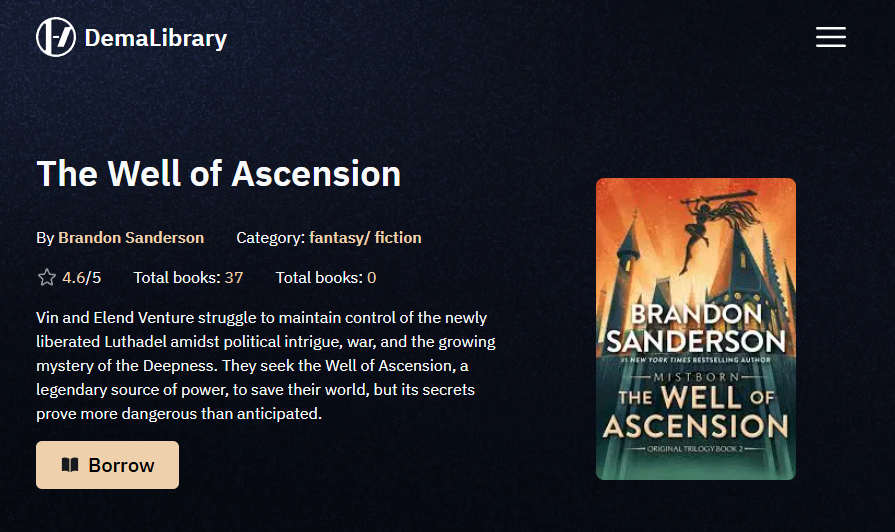 DemaLibrary
The Well of Ascension
By Brandon Sanderson Category: fantasy/ fiction
4.6/5 Total books: 37 Total books: 0
Vin and Elend Venture struggle to maintain control of the newly
liberated Luthadel amidst political intrigue, war, and the growing
mystery of the Deepness. They seek the Well of Ascension, a
legendary source of power, to save their world, but its secrets
prove more dangerous than anticipated.
Borrow
BRANDON
SANDERSON
#1 NEW YORK TIMES BESTSELLING AUTHOR
MISTBORN
THE WELL OF
ASCENSION
ORIGINAL TRILOGY BOOK 2